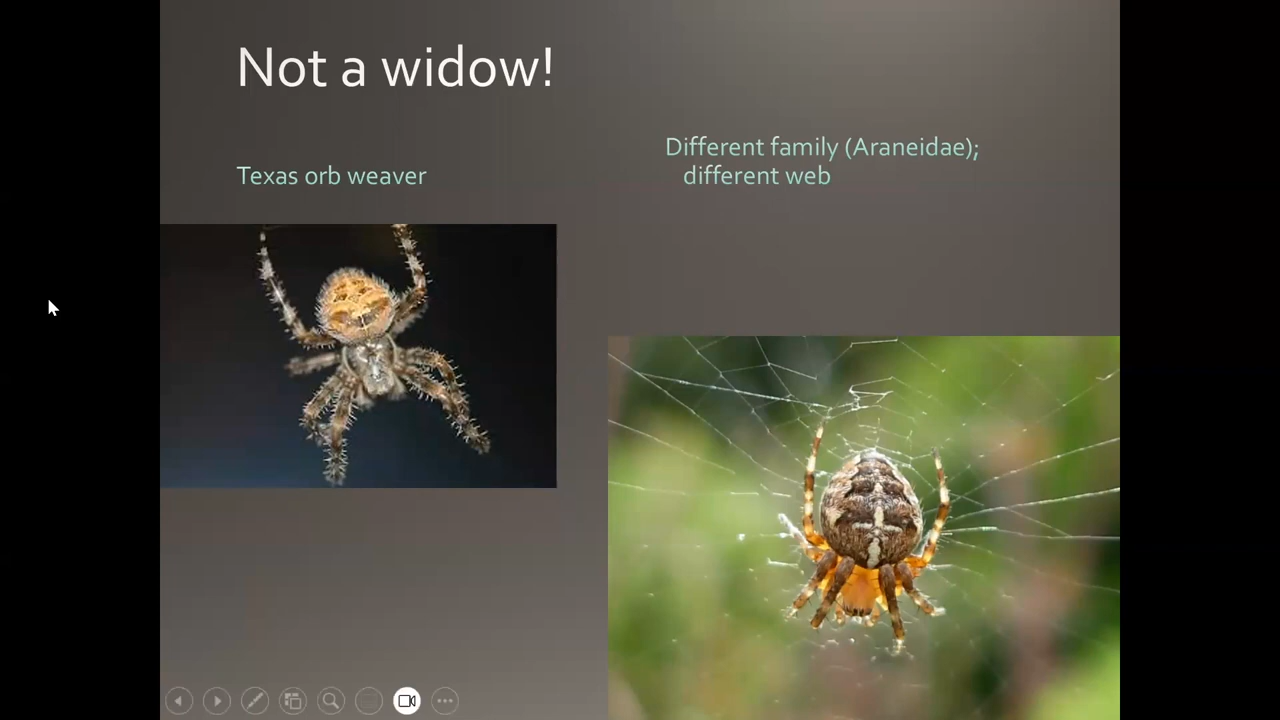 Not a widow!
Texas orb weaver
Different family (Araneidae);
different web